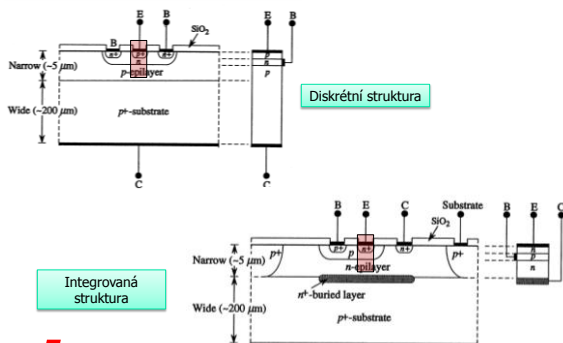 E B
B B SiO₂ E B
n+ p+ n+
n p
Narrow (~5 μm) n
p-epilayer p
Wide (~200 μm) p+-substrate
Diskrétní struktura
C C
B E C Substrate B E C
SiO₂
p+ p n+ n+ p+ n
Narrow (~5 μm) p
n-epilayer n
Integrovaná
struktura
n+-buried layer
Wide (~200 μm)
p+-substrate